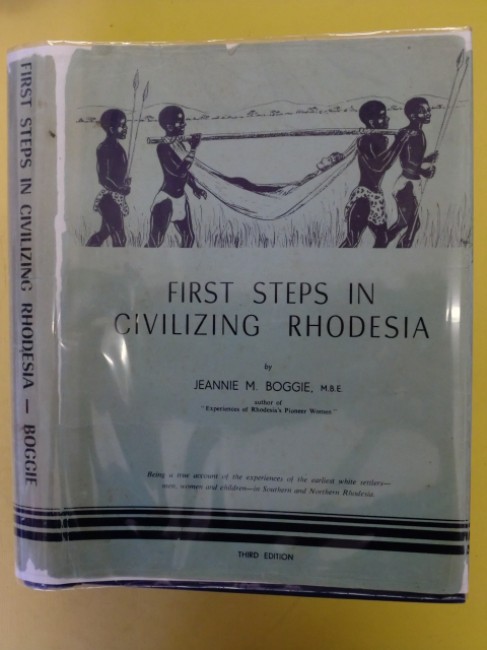 FIRST STEPS IN CIVILIZING RHODESIA — BOGGIE
FIRST STEPS IN
CIVILIZING RHODESIA
by
JEANNIE M. BOGGIE, M.B.E.
author of
"Experiences of Rhodesia's Pioneer Women"
Being a true account of the experiences of the earliest white settlers—
men, women and children—in Southern and Northern Rhodesia.
THIRD EDITION